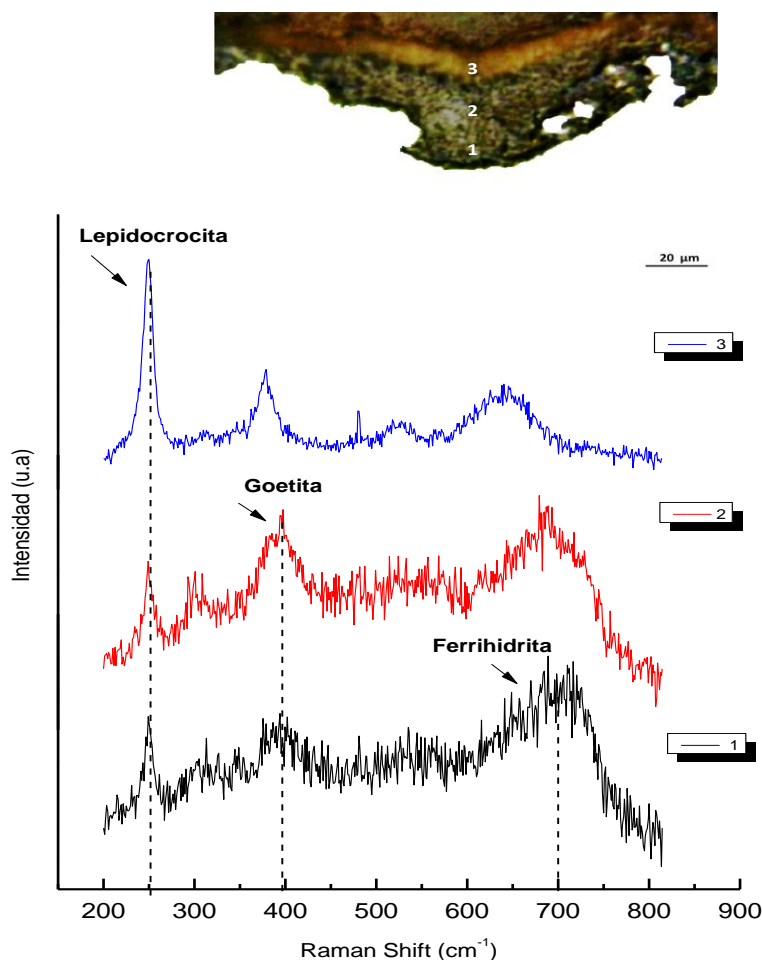 3
2
1
Lepidocrocita
20 µm
3
Goetita
2
Ferrihidrita
1
Intensidad (u.a)
200 300 400 500 600 700 800 900
Raman Shift (cm⁻¹)